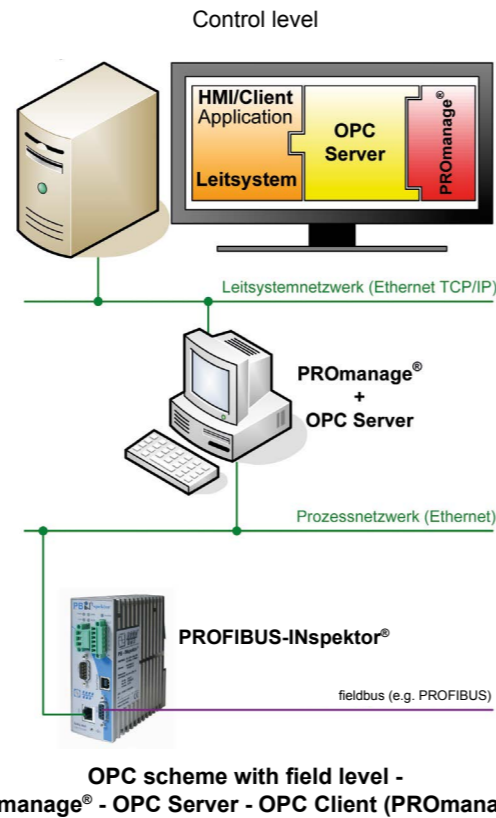 Control level
HMI/Client
Application
Leitsystem
OPC
Server
PROmanage®
Leitsystemnetzwerk (Ethernet TCP/IP)
PROmanage®
+
OPC Server
Prozessnetzwerk (Ethernet)
PROFIBUS-INspektor®
fieldbus (e.g. PROFIBUS)
OPC scheme with field level -
manage® - OPC Server - OPC Client (PROmana